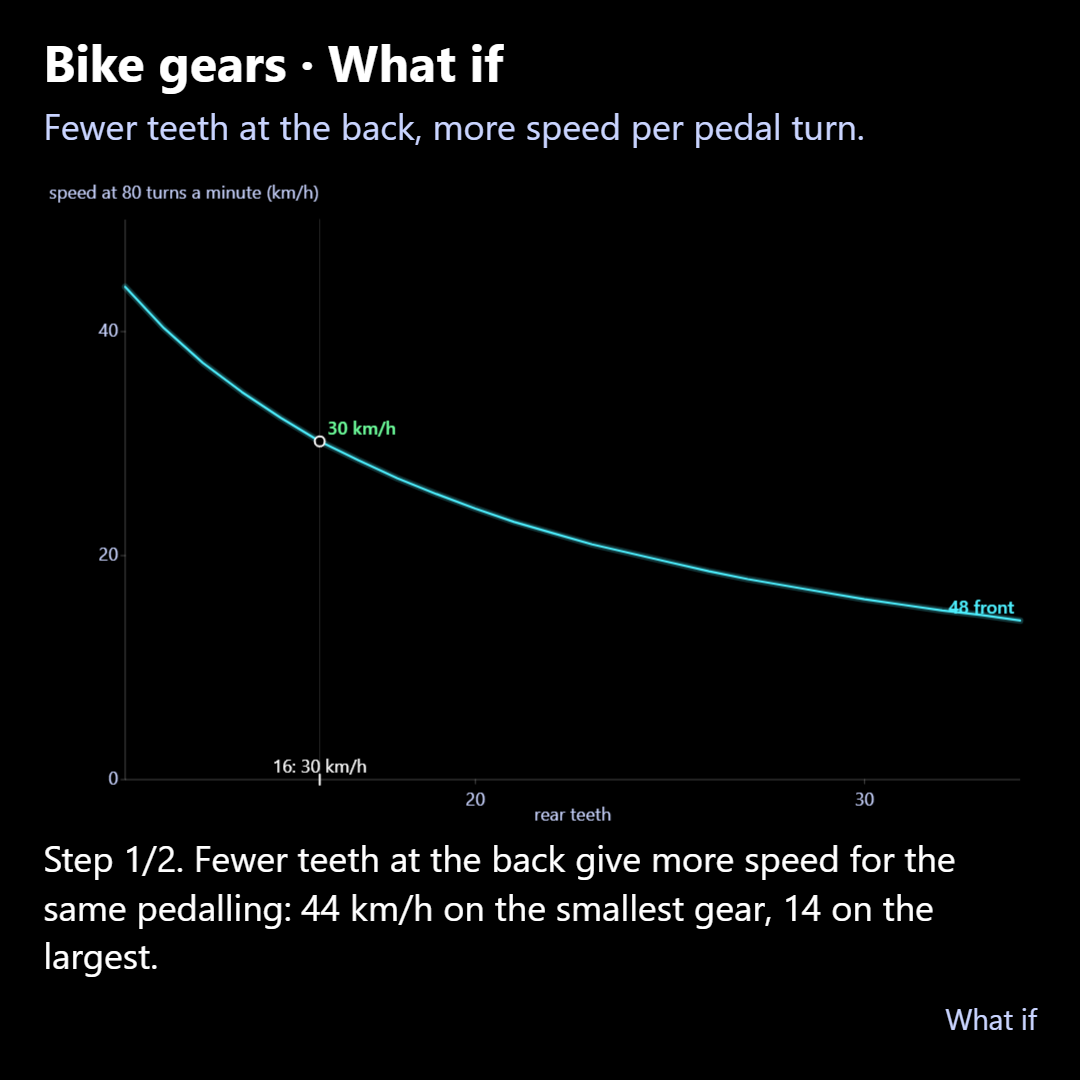 Bike gears · What if
Fewer teeth at the back, more speed per pedal turn.
speed at 80 turns a minute (km/h)
40
30 km/h
20
48 front
16: 30 km/h
0
20
30
rear teeth
Step 1/2. Fewer teeth at the back give more speed for the
same pedalling: 44 km/h on the smallest gear, 14 on the
largest.
What if